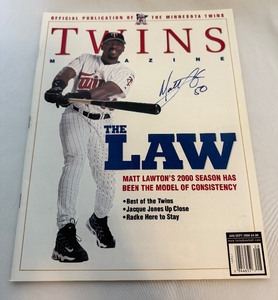 OFFICIAL PUBLICATION OF THE MINNESOTA TWINS
TWINS
MAGAZINE
THE
LAW
MATT LAWTON'S 2000 SEASON HAS
BEEN THE MODEL OF CONSISTENCY
•Best of the Twins
•Jacque Jones Up Close
•Radke Here to Stay